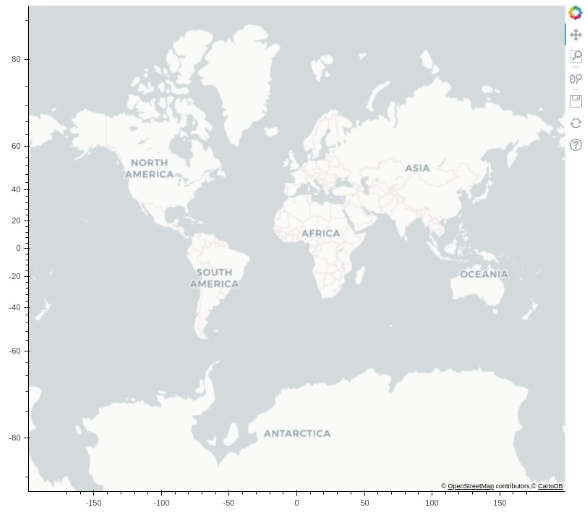 80
60
40
20
0
-20
-40
-60
-80
NORTH
AMERICA
ASIA
AFRICA
SOUTH
AMERICA
OCEANIA
ANTARCTICA
© OpenStreetMap contributors,© CartoDB
-150
-100
-50
0
50
100
150
?